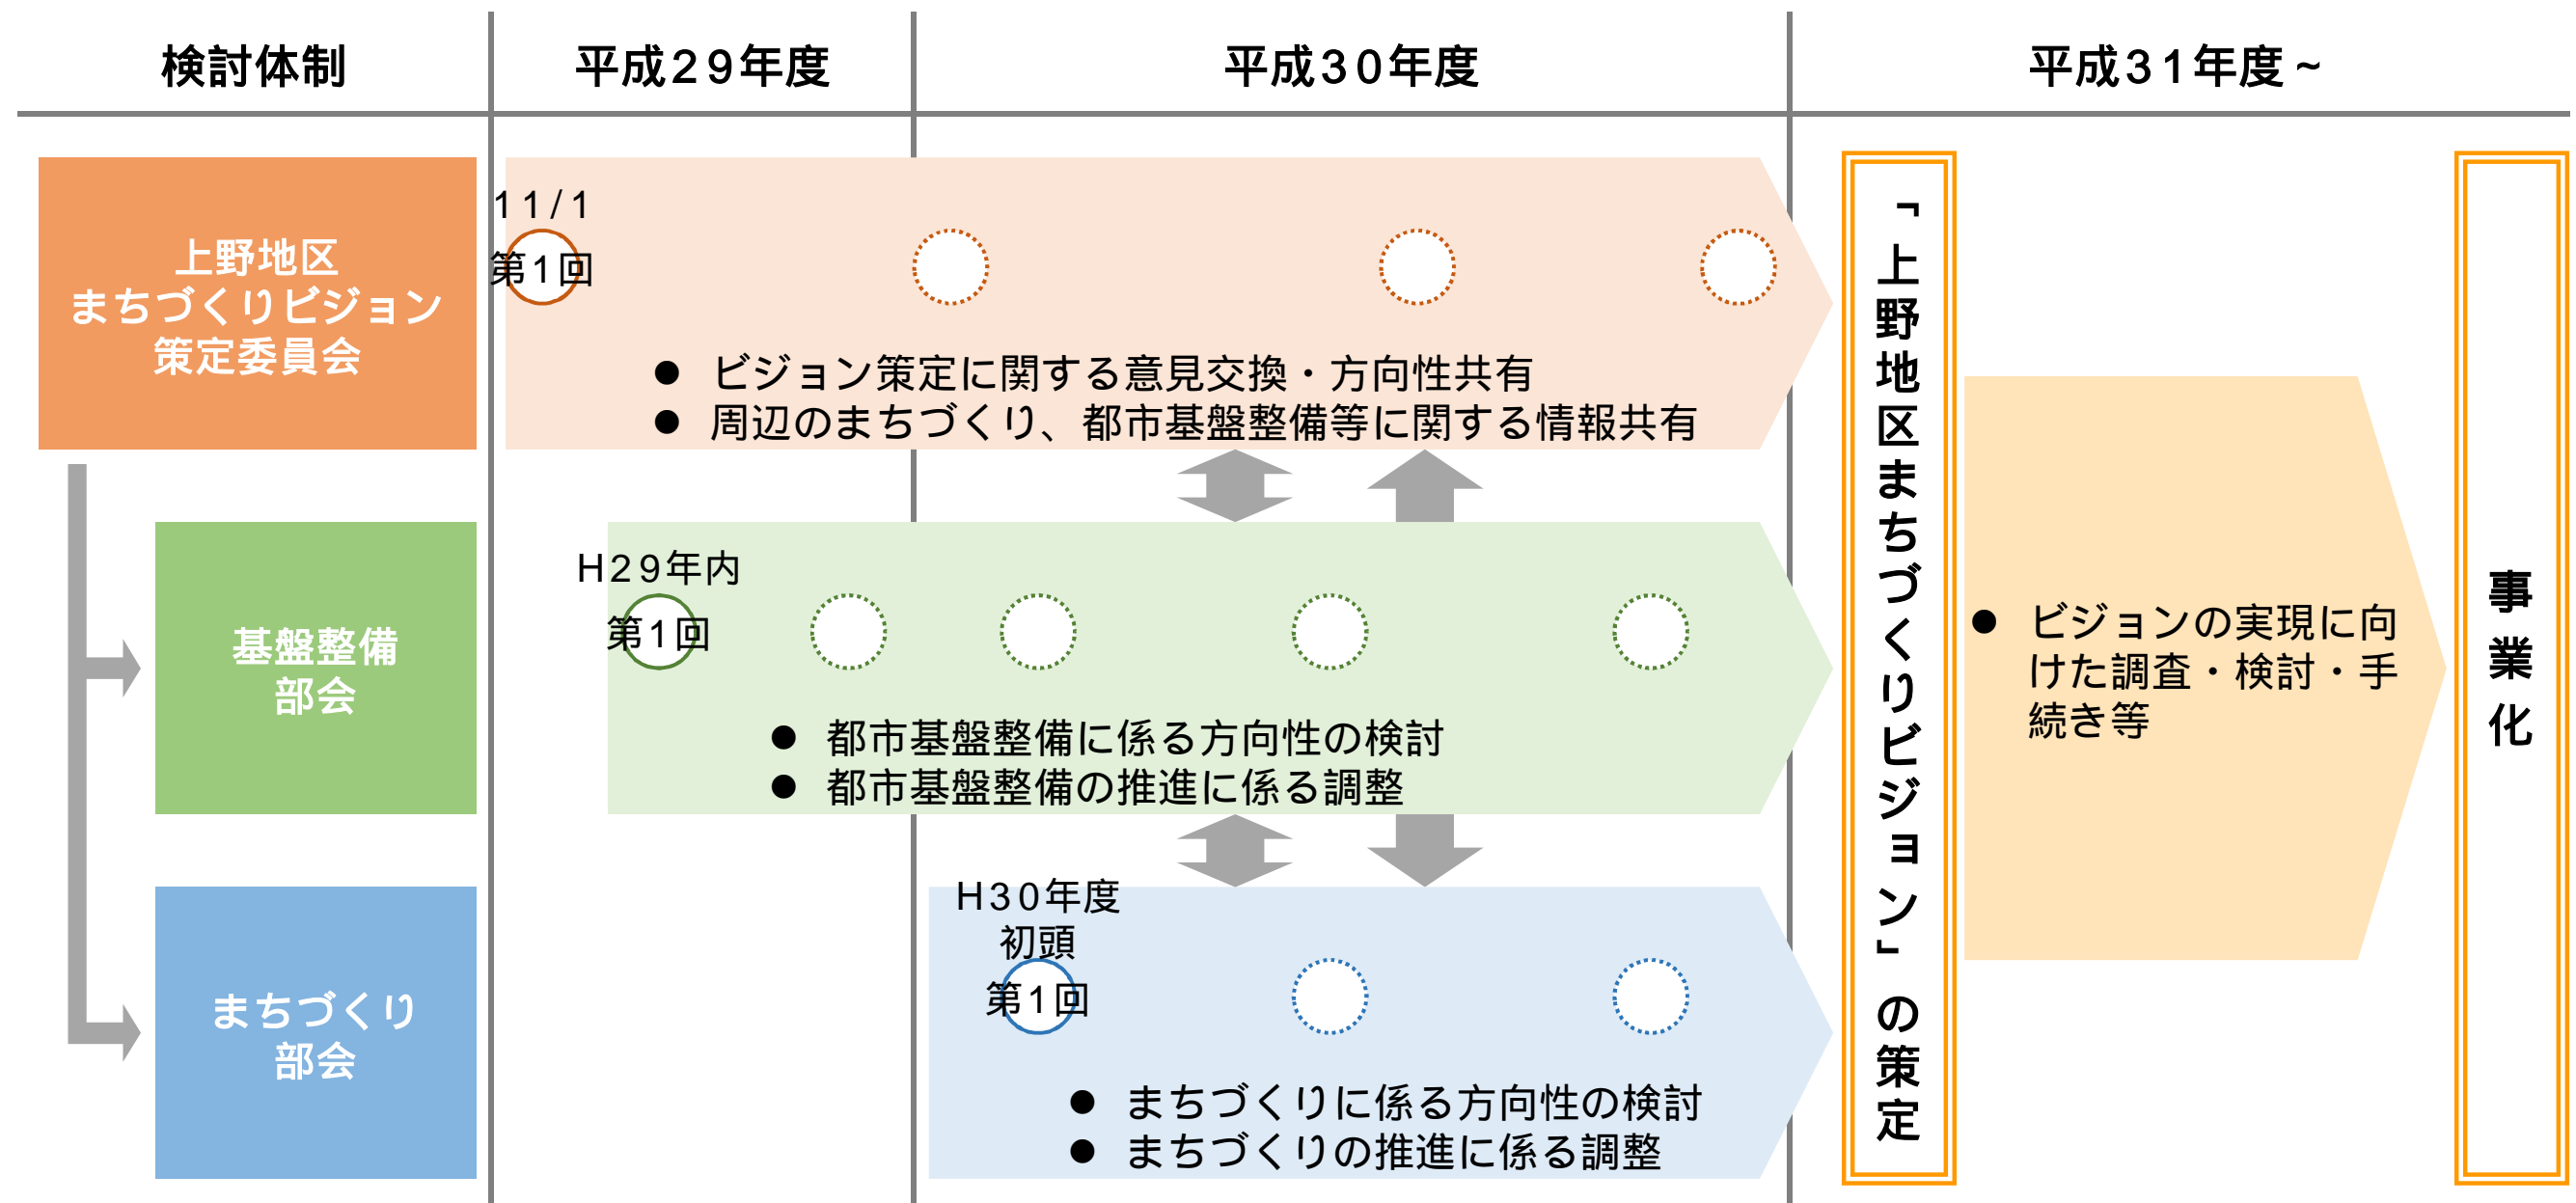 検討体制
平成29年度
平成30年度
平成31年度~
上野地区
まちづくりビジョン
策定委員会
11/1
第1回
● ビジョン策定に関する意見交換・方向性共有
● 周辺のまちづくり、都市基盤整備等に関する情報共有
基盤整備
部会
H29年内
第1回
● 都市基盤整備に係る方向性の検討
● 都市基盤整備の推進に係る調整
まちづくり
部会
H30年度
初頭
第1回
● まちづくりに係る方向性の検討
● まちづくりの推進に係る調整
「上野地区まちづくりビジョン」の策定
● ビジョンの実現に向
けた調査・検討・手
続き等
事業化